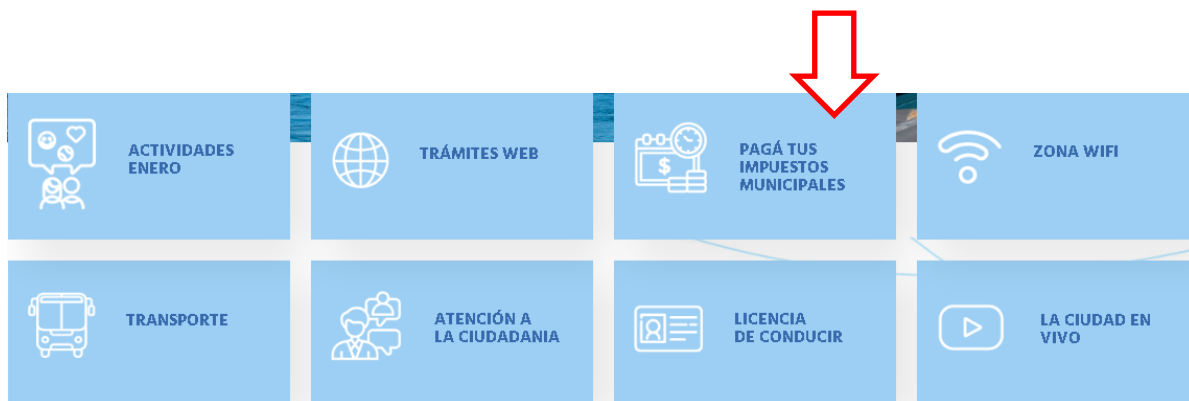 ACTIVIDADES
ENERO
TRÁMITES WEB
$
PAGÁ TUS
IMPUESTOS
MUNICIPALES
ZONA WIFI
TRANSPORTE
ATENCIÓN A
LA CIUDADANIA
LICENCIA
DE CONDUCIR
LA CIUDAD EN
VIVO